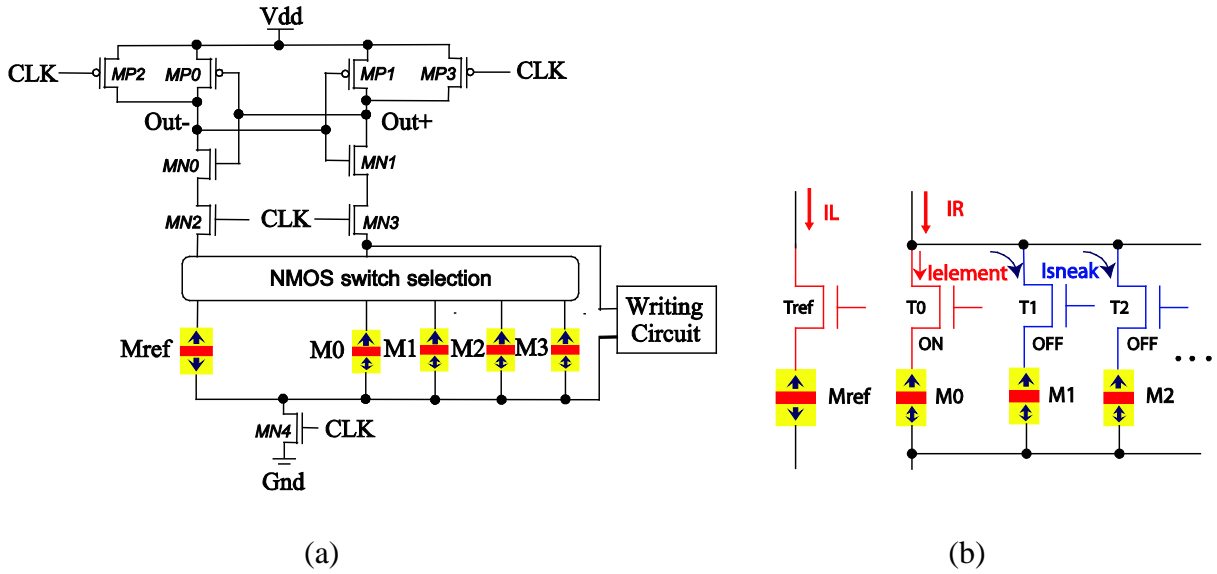 Vdd
CLK
MP2
MP0
MP1
MP3
CLK
Out-
Out+
MN0
MN1
MN2
CLK
MN3
NMOS switch selection
Writing
Circuit
Mref
M0
M1
M2
M3
MN4
CLK
Gnd
(a)
IL
IR
Ielement
Isneak
Tref
T0
T1
T2
ON
OFF
OFF
...
Mref
M0
M1
M2
(b)